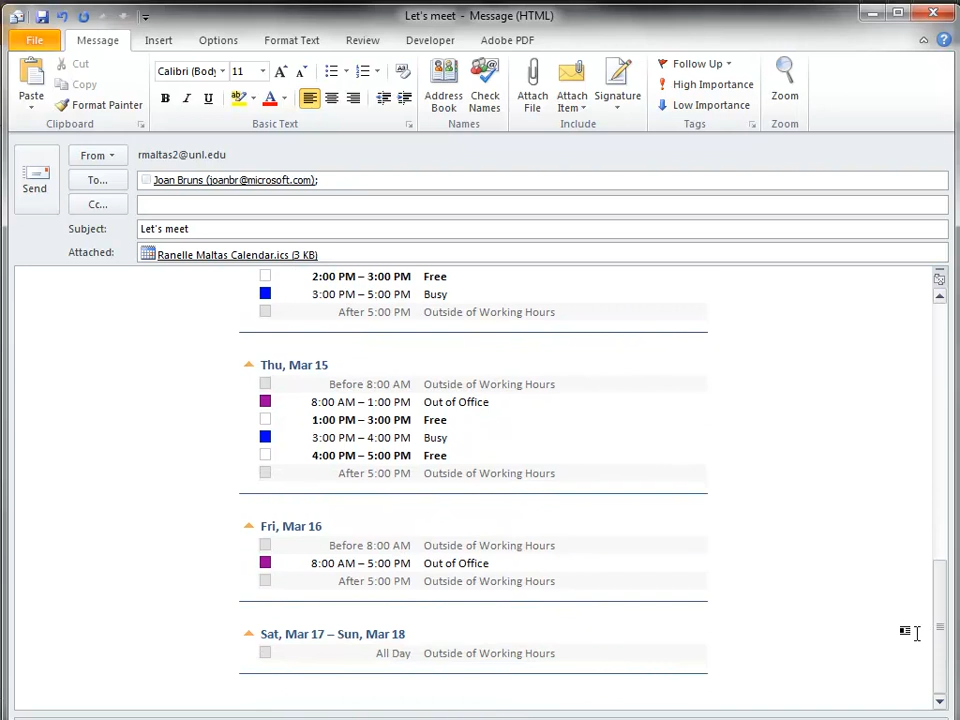 Let's meet - Message (HTML)
File Message Insert Options Format Text Review Developer Adobe PDF
Paste
Cut
Copy
Format Painter
Clipboard
Calibri (Body 11
B I U
Basic Text
Address Book
Check Names
Names
Attach File
Attach Item
Signature
Include
Follow Up
High Importance
Low Importance
Tags
Zoom
Zoom
Send
From rmaltas2@unl.edu
To... Joan Bruns (joanbr@microsoft.com);
Cc...
Subject: Let's meet
Attached: Ranelle Maltas Calendar.ics (3 KB)
2:00 PM – 3:00 PM Free
3:00 PM – 5:00 PM Busy
After 5:00 PM Outside of Working Hours
Thu, Mar 15
Before 8:00 AM Outside of Working Hours
8:00 AM – 1:00 PM Out of Office
1:00 PM – 3:00 PM Free
3:00 PM – 4:00 PM Busy
4:00 PM – 5:00 PM Free
After 5:00 PM Outside of Working Hours
Fri, Mar 16
Before 8:00 AM Outside of Working Hours
8:00 AM – 5:00 PM Out of Office
After 5:00 PM Outside of Working Hours
Sat, Mar 17 – Sun, Mar 18
All Day Outside of Working Hours